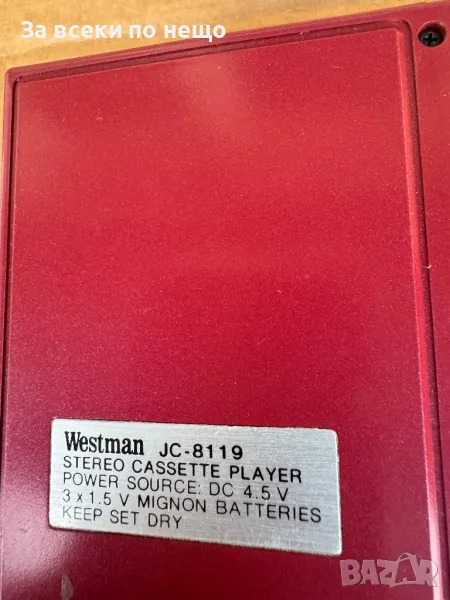 За всеки по нещо
Westman JC-8119
STEREO CASSETTE PLAYER
POWER SOURCE: DC 4.5 V
3 x 1.5 V MIGNON BATTERIES
KEEP SET DRY
BAZAR